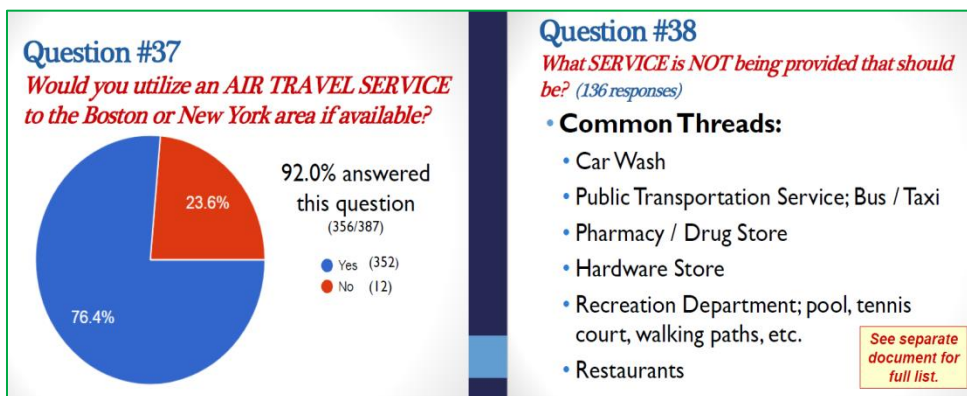 Question #37
Would you utilize an AIR TRAVEL SERVICE
to the Boston or New York area if available?
23.6%
76.4%
92.0% answered
this question
(356/387)
Yes (352)
No (12)
Question #38
What SERVICE is NOT being provided that should
be? (136 responses)
• Common Threads:
• Car Wash
• Public Transportation Service; Bus / Taxi
• Pharmacy / Drug Store
• Hardware Store
• Recreation Department; pool, tennis
court, walking paths, etc.
• Restaurants
See separate
document for
full list.